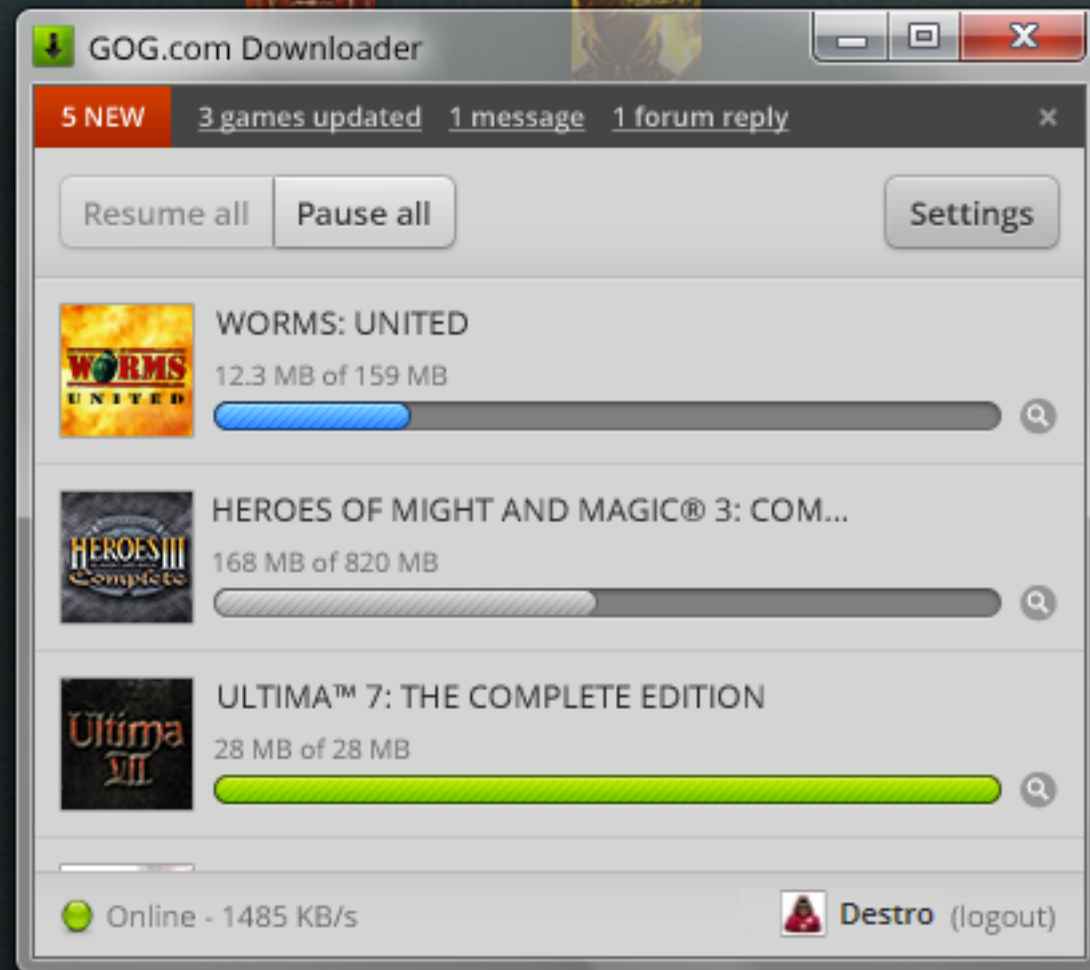 GOG.com Downloader
5 NEW 3 games updated 1 message 1 forum reply
Resume all Pause all Settings
WORMS: UNITED
12.3 MB of 159 MB
WORMS
UNITED
HEROES OF MIGHT AND MAGIC® 3: COM...
168 MB of 820 MB
HEROES III
Complete
ULTIMA™ 7: THE COMPLETE EDITION
28 MB of 28 MB
Ultima
VII
Online - 1485 KB/s Destro (logout)